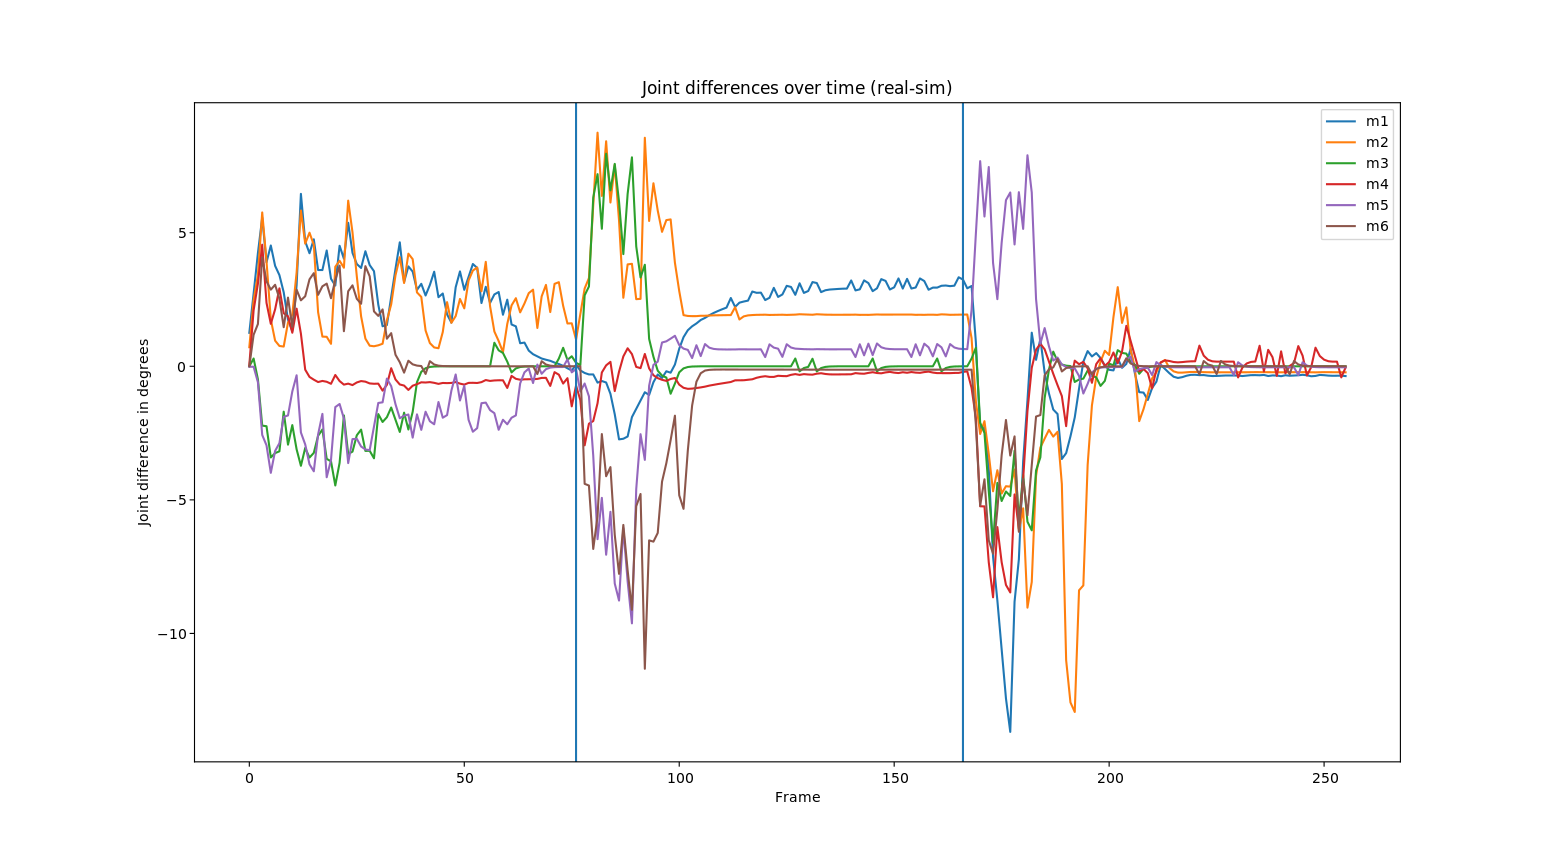 Joint differences over time (real-sim)
m1
m2
m3
m4
m5
m6
Joint difference in degrees
5
0
−5
−10
0
50
100
150
200
250
Frame